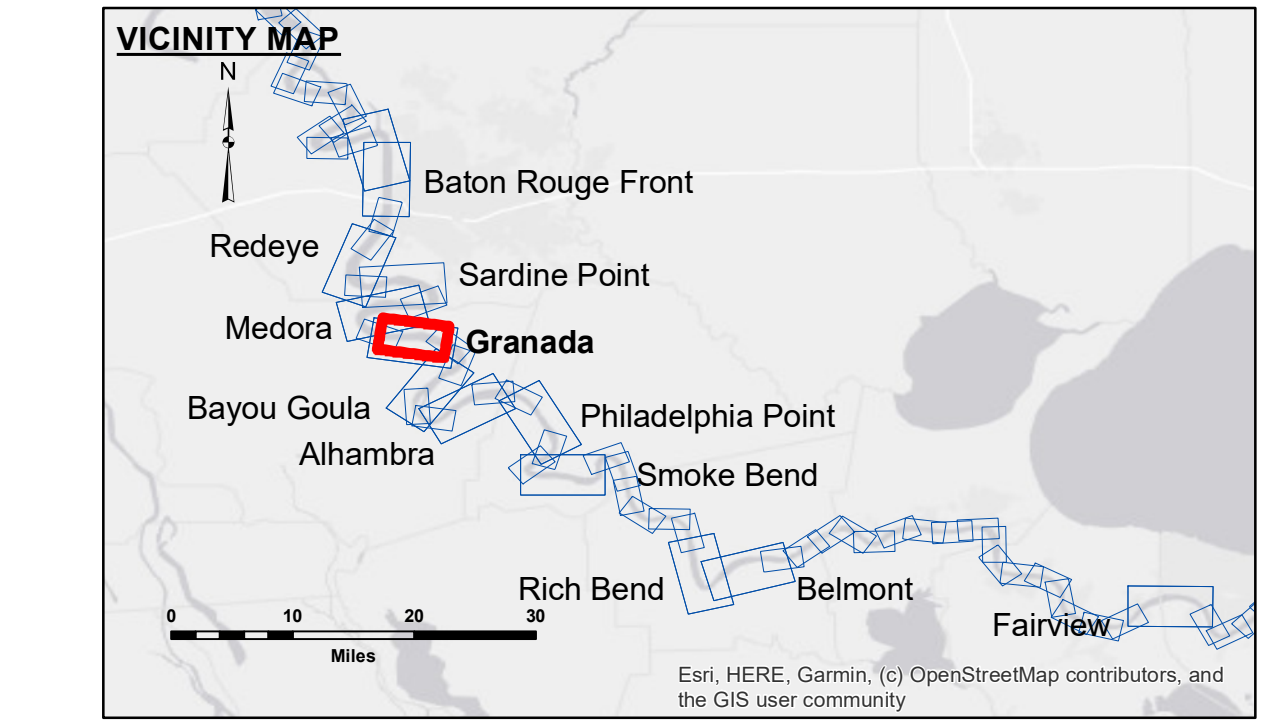 VICINITY MAP
N
Baton Rouge Front
Redeye
Sardine Point
Medora
Granada
Bayou Goula
Philadelphia Point
Alhambra
Smoke Bend
Rich Bend
Belmont
Fairview
0 10 20 30
Miles
Esri, HERE, Garmin, (c) OpenStreetMap contributors, and
the GIS user community